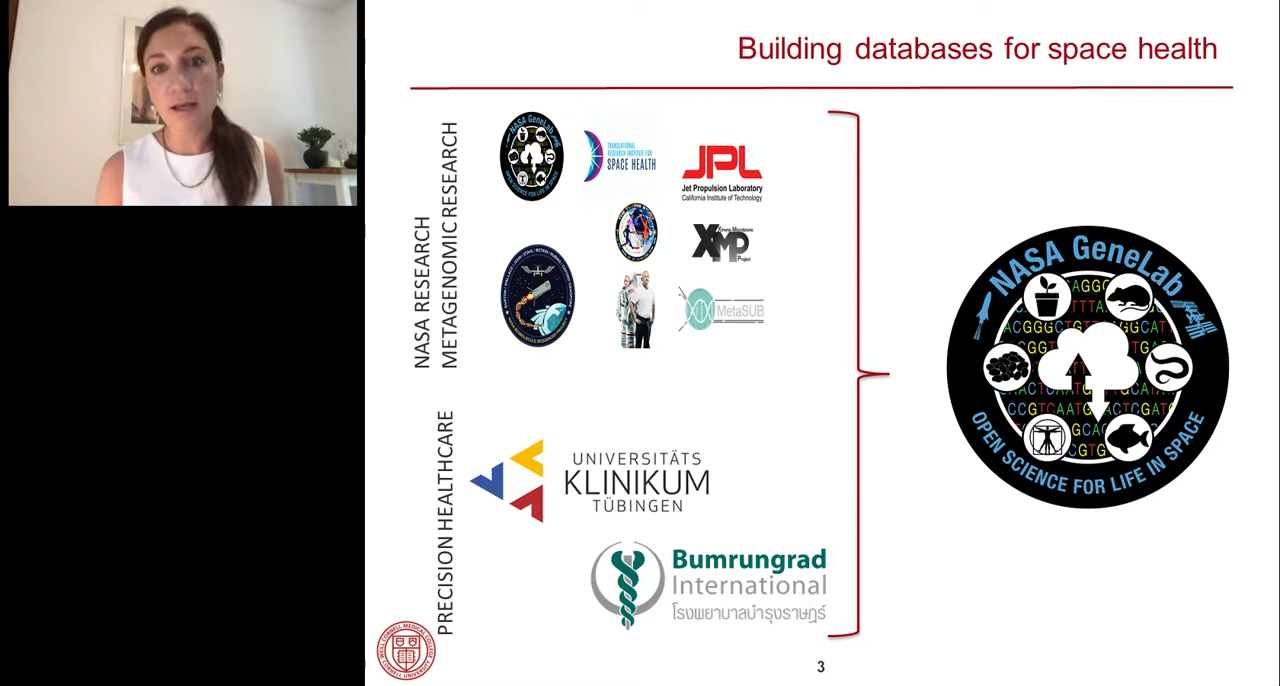 Building databases for space health
NASA RESEARCH
METAGENOMIC RESEARCH
NASA GeneLab
OPEN SCIENCE FOR LIFE IN SPACE
TRANSLATIONAL
RESEARCH INSTITUTE FOR
SPACE HEALTH
JPL
Jet Propulsion Laboratory
California Institute of Technology
XMP
Project
MetaSUB
PRECISION HEALTHCARE
UNIVERSITÄTS
KLINIKUM
TÜBINGEN
Bumrungrad
International
โรงพยาบาลบำรุงราษฎร์
NASA GeneLab
OPEN SCIENCE FOR LIFE IN SPACE
3